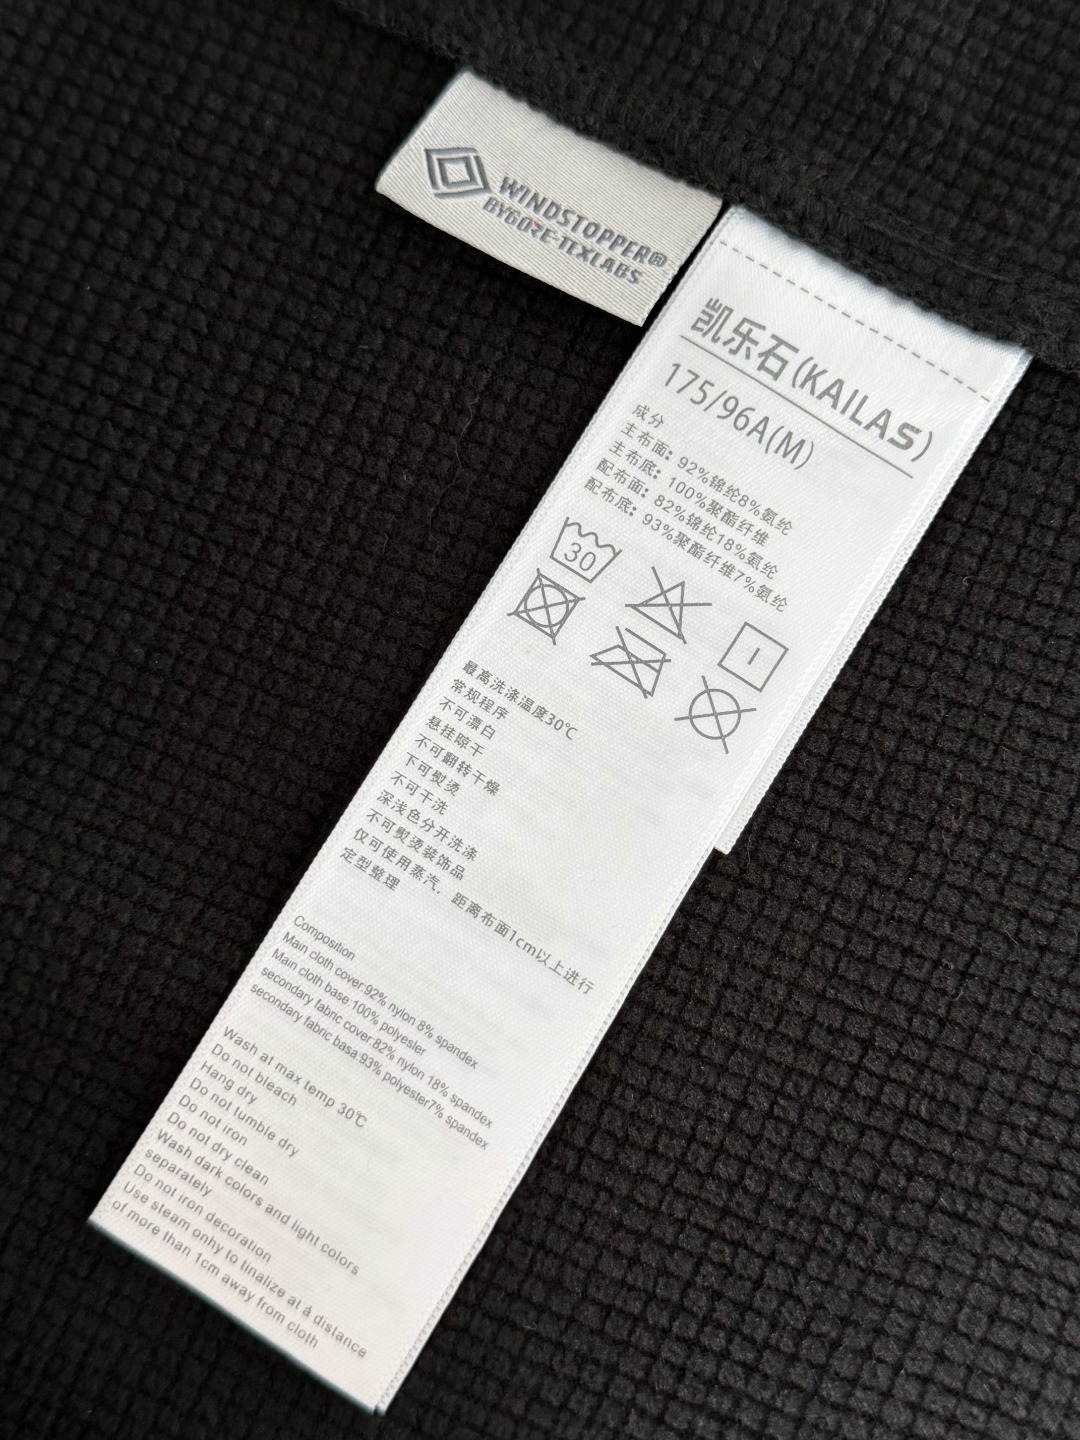 WINDSTOPPER®
BYGORE-TEXLABS
凯乐石(KAILAS)
175/96A(M)
成分
主布面: 92%锦纶8%氨纶
主布底: 100%聚酯纤维
配布面: 82%锦纶18%氨纶
配布底: 93%聚酯纤维7%氨纶
30
最高洗涤温度30℃
常规程序
不可漂白
悬挂晾干
不可翻转干燥
下可熨烫
不可干洗
深浅色分开洗涤
不可熨烫装饰品
仅可使用蒸汽, 距离布面1cm以上进行
定型整理
Composition
Main cloth cover:92% nylon 8% spandex
Main cloth base 100% polyesler
secondary fabric cover:82% nylon 18% spandex
secondary fabric basa:93% polyester7% spandex
Wash at max temp 30℃
Do not bleach
Hang dry
Do not tumble dry
Do not iron
Do not dry clean
Wash dark colors and light colors
separately
Do not iron decoration
Use steam onhy to tinalize at å distance
of more than 1cm away from cloth